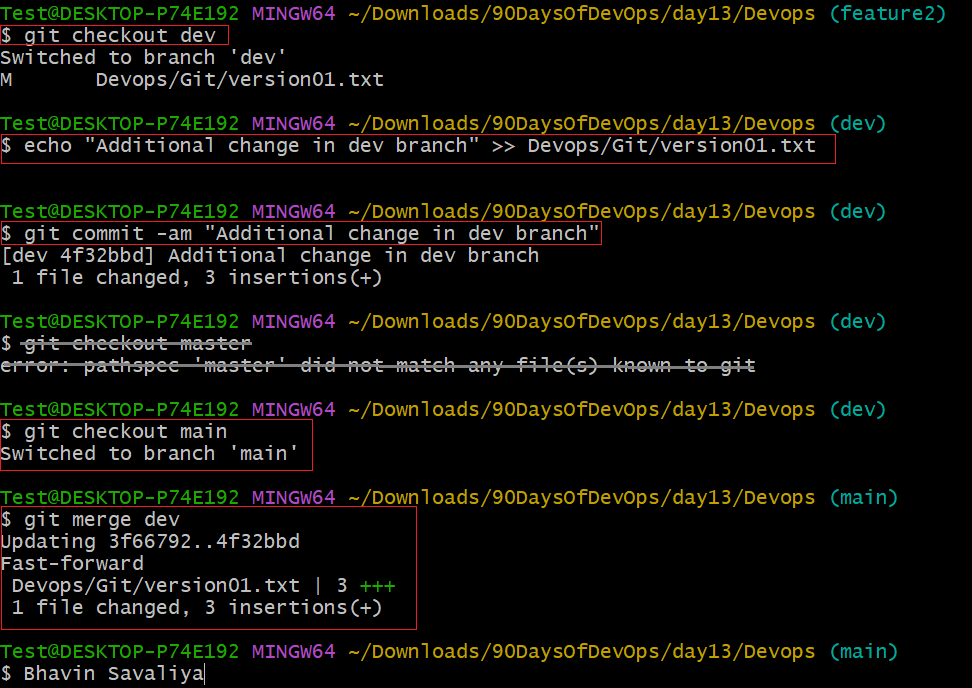 Test@DESKTOP-P74E192 MINGW64 ~/Downloads/90DaysOfDevOps/day13/Devops (feature2)
$ git checkout dev
Switched to branch 'dev'
M       Devops/Git/version01.txt
Test@DESKTOP-P74E192 MINGW64 ~/Downloads/90DaysOfDevOps/day13/Devops (dev)
$ echo "Additional change in dev branch" >> Devops/Git/version01.txt
Test@DESKTOP-P74E192 MINGW64 ~/Downloads/90DaysOfDevOps/day13/Devops (dev)
$ git commit -am "Additional change in dev branch"
[dev 4f32bbd] Additional change in dev branch
 1 file changed, 3 insertions(+)
Test@DESKTOP-P74E192 MINGW64 ~/Downloads/90DaysOfDevOps/day13/Devops (dev)
$ git checkout master
error: pathspec 'master' did not match any file(s) known to git
Test@DESKTOP-P74E192 MINGW64 ~/Downloads/90DaysOfDevOps/day13/Devops (dev)
$ git checkout main
Switched to branch 'main'
Test@DESKTOP-P74E192 MINGW64 ~/Downloads/90DaysOfDevOps/day13/Devops (main)
$ git merge dev
Updating 3f66792..4f32bbd
Fast-forward
 Devops/Git/version01.txt | 3 +++
 1 file changed, 3 insertions(+)
Test@DESKTOP-P74E192 MINGW64 ~/Downloads/90DaysOfDevOps/day13/Devops (main)
$ Bhavin Savaliya